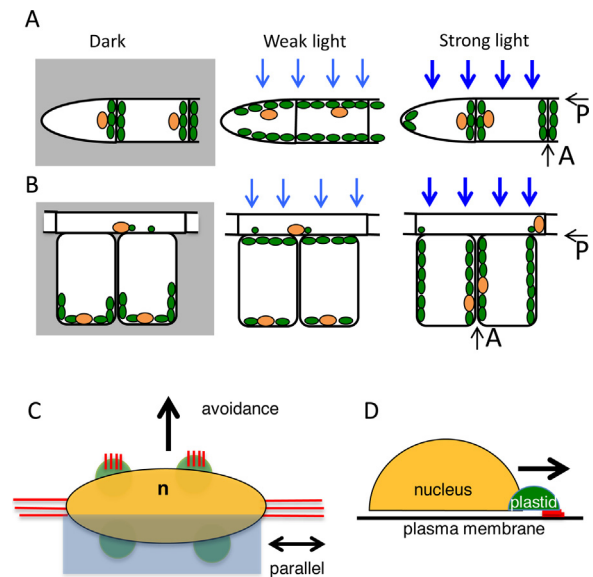 A
Dark
Weak light
Strong light
P
A
B
P
A
C
avoidance
n
parallel
D
nucleus
plastid
plasma membrane